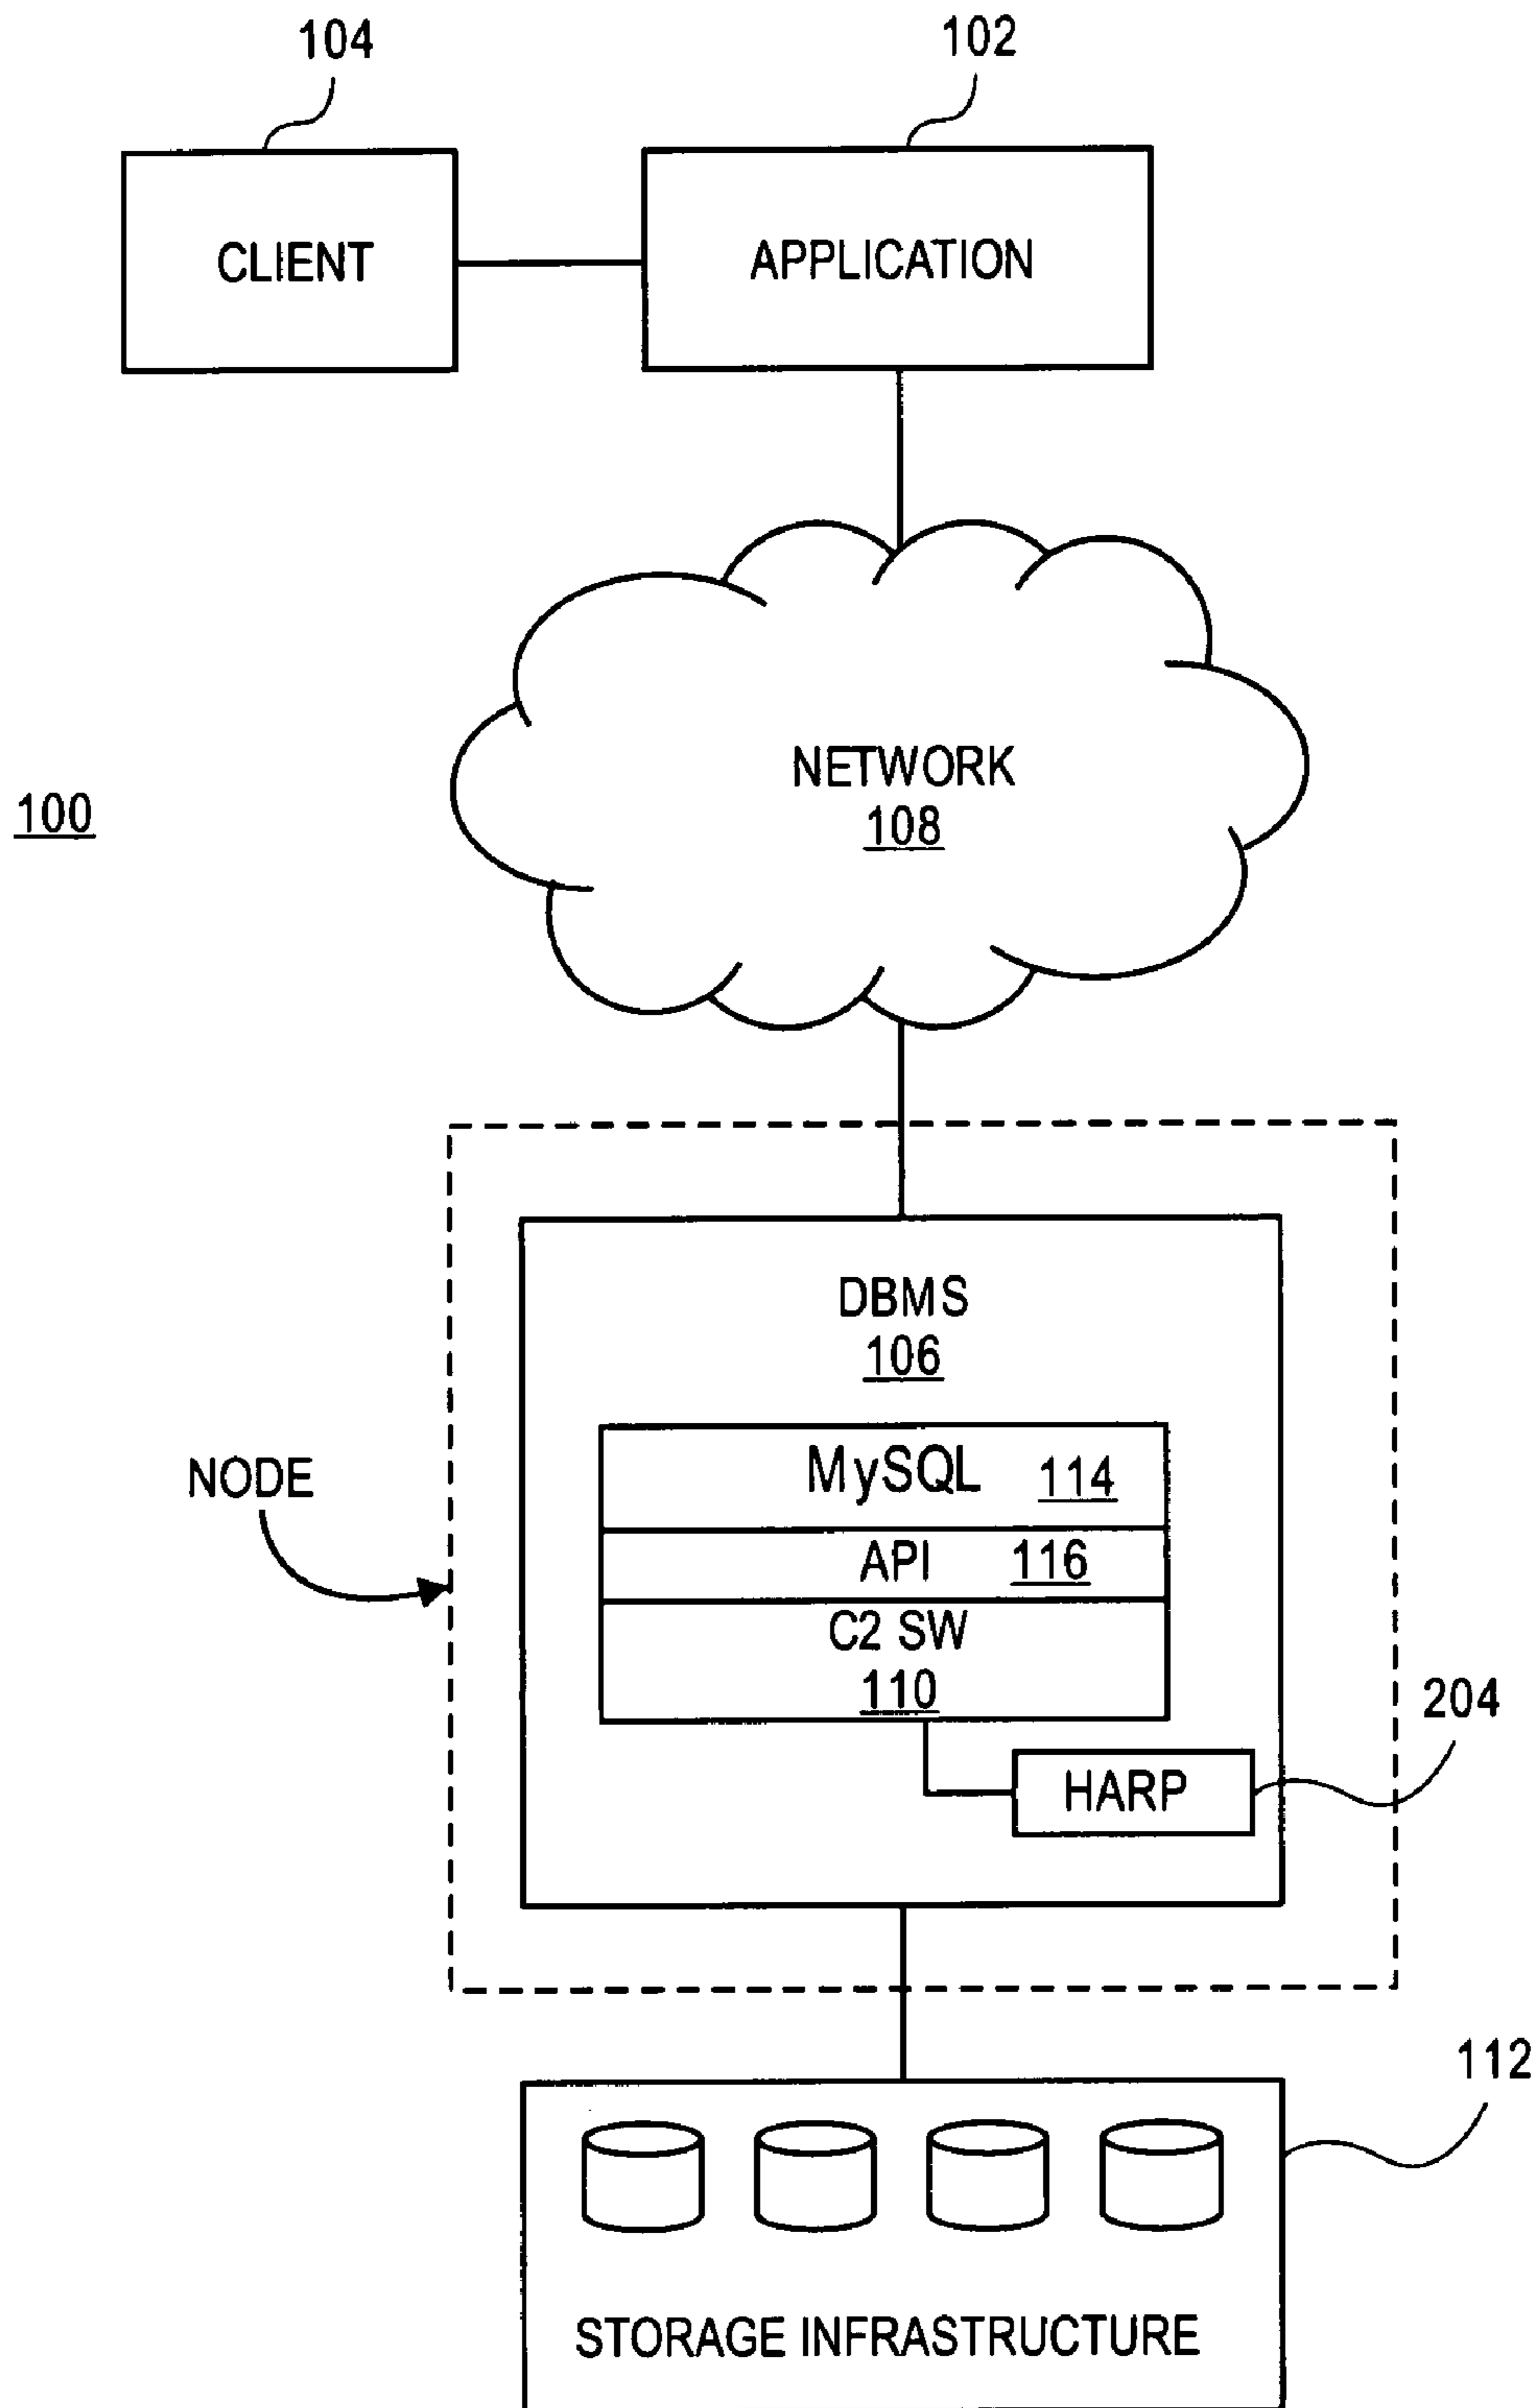 104
102
CLIENT
APPLICATION
NETWORK
108
100
DBMS
106
MySQL 114
NODE
API 116
C2 SW
110
204
HARP
112
STORAGE INFRASTRUCTURE